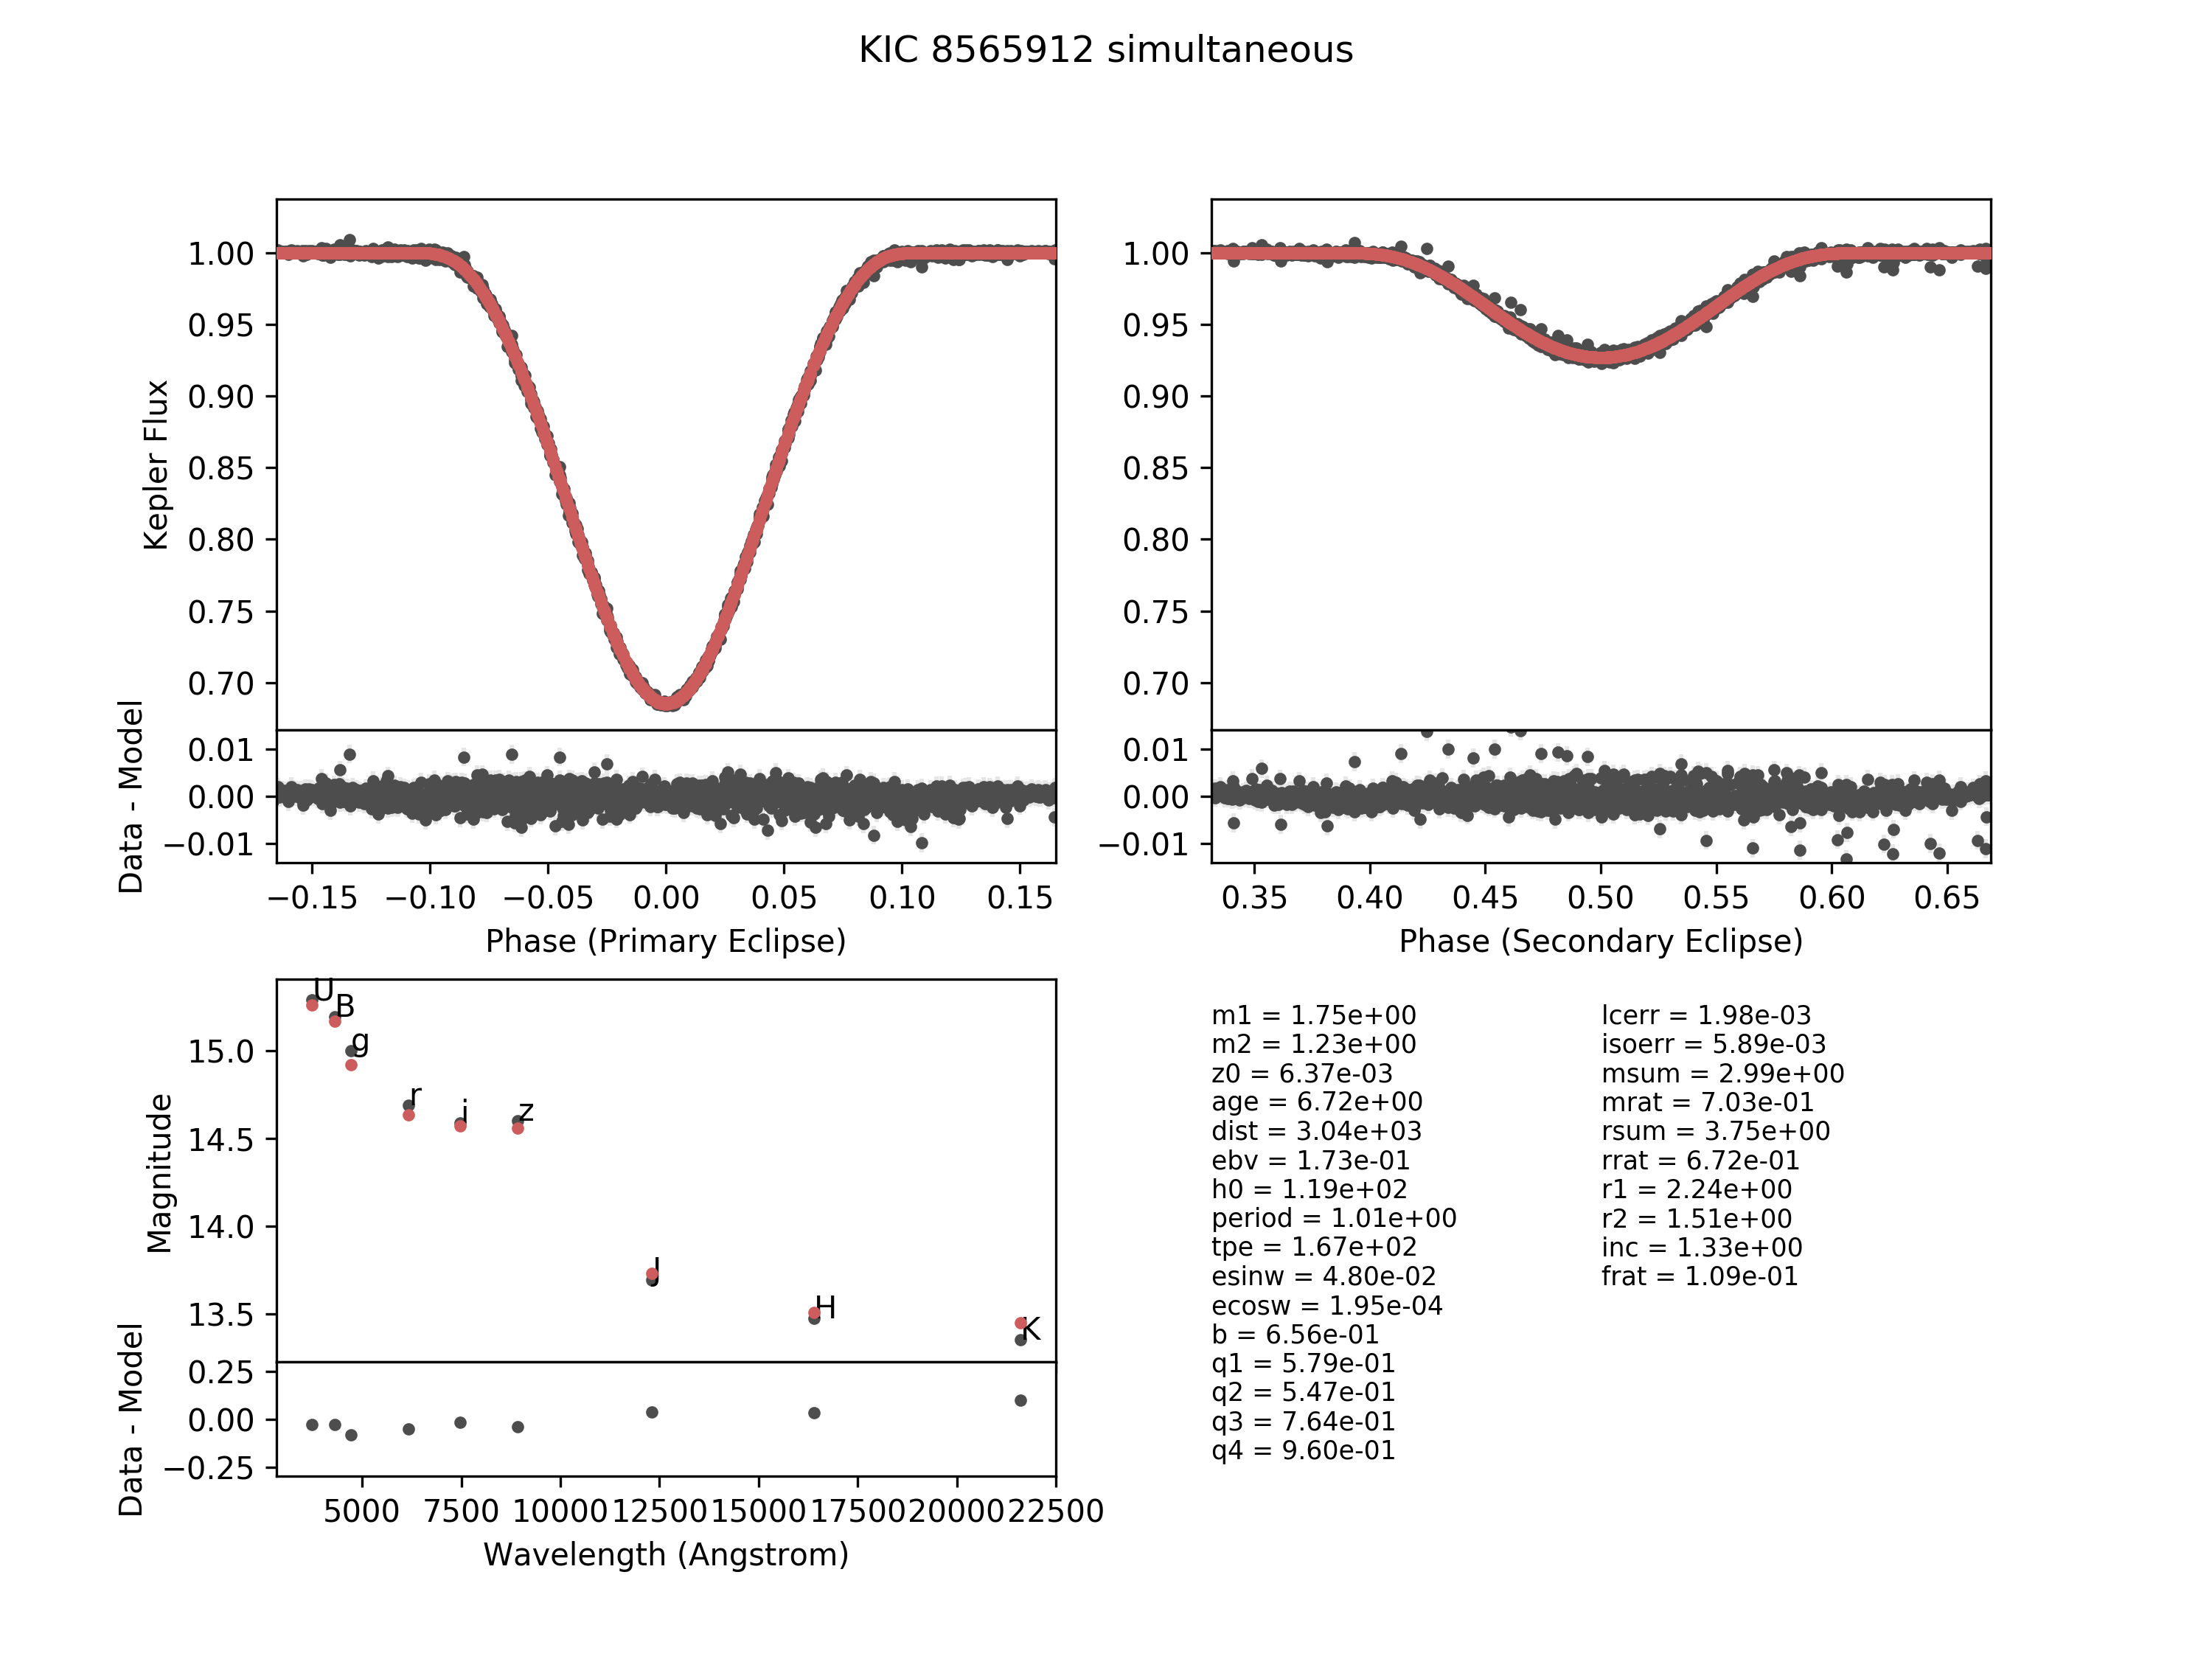 KIC 8565912 simultaneous
Kepler Flux
1.00
0.95
0.90
0.85
0.80
0.75
0.70
1.00
0.95
0.90
0.85
0.80
0.75
0.70
Data - Model
0.01
0.00
−0.01
0.01
0.00
−0.01
−0.15 −0.10 −0.05 0.00 0.05 0.10 0.15
Phase (Primary Eclipse)
0.35 0.40 0.45 0.50 0.55 0.60 0.65
Phase (Secondary Eclipse)
Magnitude
15.0
14.5
14.0
13.5
U
B
g
r
i
z
J
H
K
Data - Model
0.25
0.00
−0.25
5000 7500 10000 12500 15000 17500 20000 22500
Wavelength (Angstrom)
m1 = 1.75e+00
m2 = 1.23e+00
z0 = 6.37e-03
age = 6.72e+00
dist = 3.04e+03
ebv = 1.73e-01
h0 = 1.19e+02
period = 1.01e+00
tpe = 1.67e+02
esinw = 4.80e-02
ecosw = 1.95e-04
b = 6.56e-01
q1 = 5.79e-01
q2 = 5.47e-01
q3 = 7.64e-01
q4 = 9.60e-01
lcerr = 1.98e-03
isoerr = 5.89e-03
msum = 2.99e+00
mrat = 7.03e-01
rsum = 3.75e+00
rrat = 6.72e-01
r1 = 2.24e+00
r2 = 1.51e+00
inc = 1.33e+00
frat = 1.09e-01